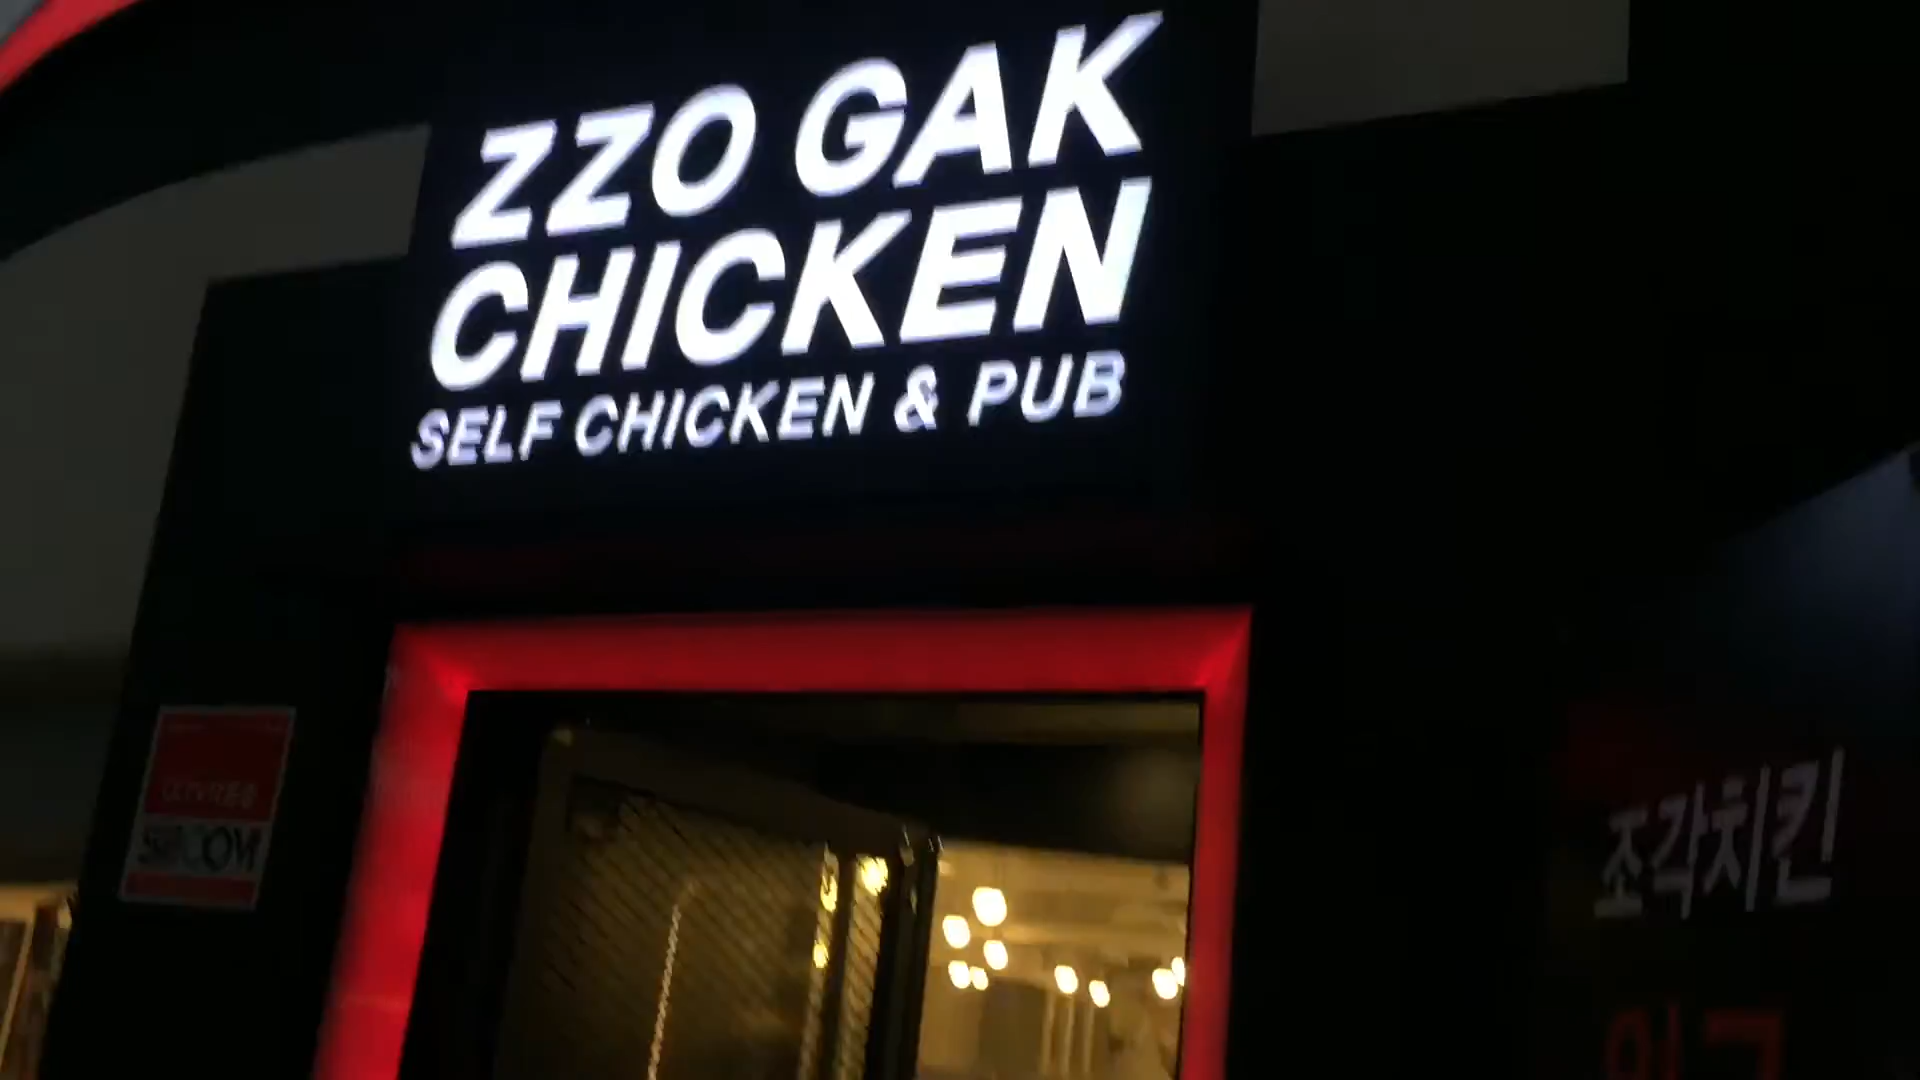 ZZO GAK
CHICKEN
SELF CHICKEN & PUB
조각치킨